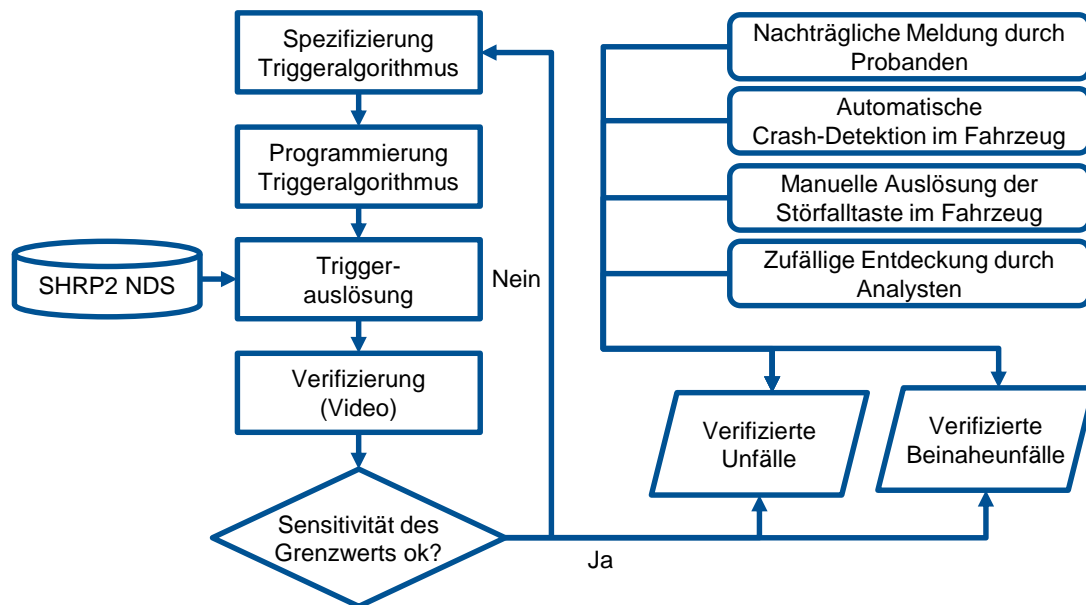 Spezifizierung
Triggeralgorithmus
Programmierung
Triggeralgorithmus
SHRP2 NDS
Trigger-
auslösung
Verifizierung
(Video)
Sensitivität des
Grenzwerts ok?
Nein
Ja
Nachträgliche Meldung durch
Probanden
Automatische
Crash-Detektion im Fahrzeug
Manuelle Auslösung der
Störfalltaste im Fahrzeug
Zufällige Entdeckung durch
Analysten
Verifizierte
Unfälle
Verifizierte
Beinaheunfälle